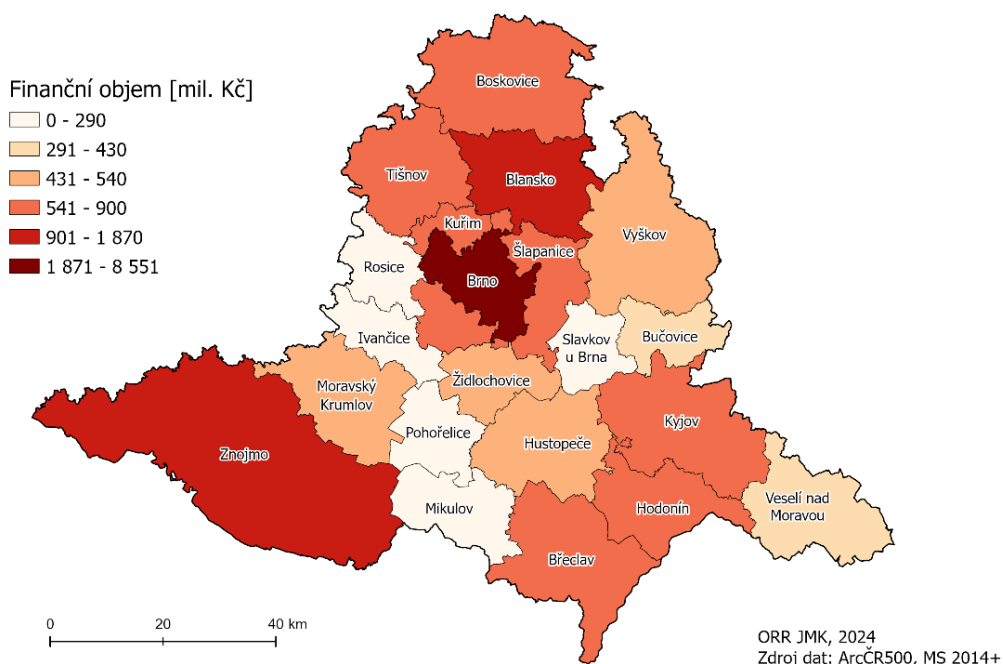 Finanční objem [mil. Kč]
0 - 290
291 - 430
431 - 540
541 - 900
901 - 1 870
1 871 - 8 551
Boskovice
Tišnov
Blansko
Kuřim
Šlapanice
Vyškov
Rosice
Brno
Ivančice
Slavkov
u Brna
Bučovice
Moravský
Krumlov
Židlochovice
Pohořelice
Hustopeče
Kyjov
Znojmo
Mikulov
Hodonín
Veselí nad
Moravou
Břeclav
0 20 40 km
ORR JMK, 2024
Zdroj dat: ArcČR500, MS 2014+